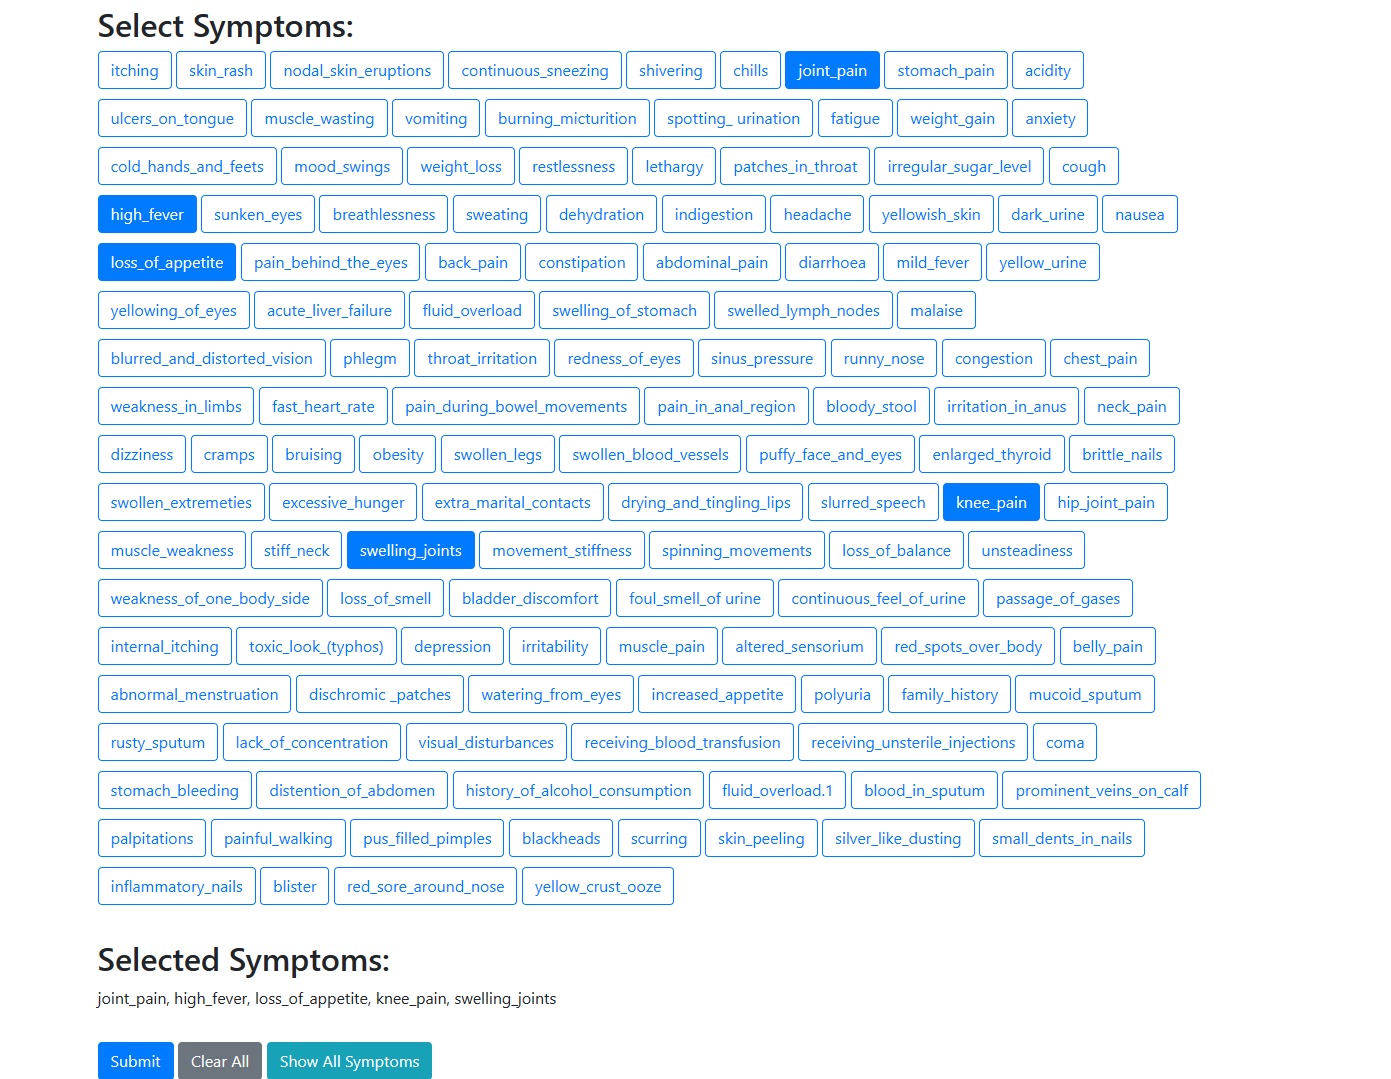 Select Symptoms:
itching skin_rash nodal_skin_eruptions continuous_sneezing shivering chills joint_pain stomach_pain acidity
ulcers_on_tongue muscle_wasting vomiting burning_micturition spotting_ urination fatigue weight_gain anxiety
cold_hands_and_feets mood_swings weight_loss restlessness lethargy patches_in_throat irregular_sugar_level cough
high_fever sunken_eyes breathlessness sweating dehydration indigestion headache yellowish_skin dark_urine nausea
loss_of_appetite pain_behind_the_eyes back_pain constipation abdominal_pain diarrhoea mild_fever yellow_urine
yellowing_of_eyes acute_liver_failure fluid_overload swelling_of_stomach swelled_lymph_nodes malaise
blurred_and_distorted_vision phlegm throat_irritation redness_of_eyes sinus_pressure runny_nose congestion chest_pain
weakness_in_limbs fast_heart_rate pain_during_bowel_movements pain_in_anal_region bloody_stool irritation_in_anus neck_pain
dizziness cramps bruising obesity swollen_legs swollen_blood_vessels puffy_face_and_eyes enlarged_thyroid brittle_nails
swollen_extremeties excessive_hunger extra_marital_contacts drying_and_tingling_lips slurred_speech knee_pain hip_joint_pain
muscle_weakness stiff_neck swelling_joints movement_stiffness spinning_movements loss_of_balance unsteadiness
weakness_of_one_body_side loss_of_smell bladder_discomfort foul_smell_of urine continuous_feel_of_urine passage_of_gases
internal_itching toxic_look_(typhos) depression irritability muscle_pain altered_sensorium red_spots_over_body belly_pain
abnormal_menstruation dischromic _patches watering_from_eyes increased_appetite polyuria family_history mucoid_sputum
rusty_sputum lack_of_concentration visual_disturbances receiving_blood_transfusion receiving_unsterile_injections coma
stomach_bleeding distention_of_abdomen history_of_alcohol_consumption fluid_overload.1 blood_in_sputum prominent_veins_on_calf
palpitations painful_walking pus_filled_pimples blackheads scurring skin_peeling silver_like_dusting small_dents_in_nails
inflammatory_nails blister red_sore_around_nose yellow_crust_ooze
Selected Symptoms:
joint_pain, high_fever, loss_of_appetite, knee_pain, swelling_joints
Submit Clear All Show All Symptoms